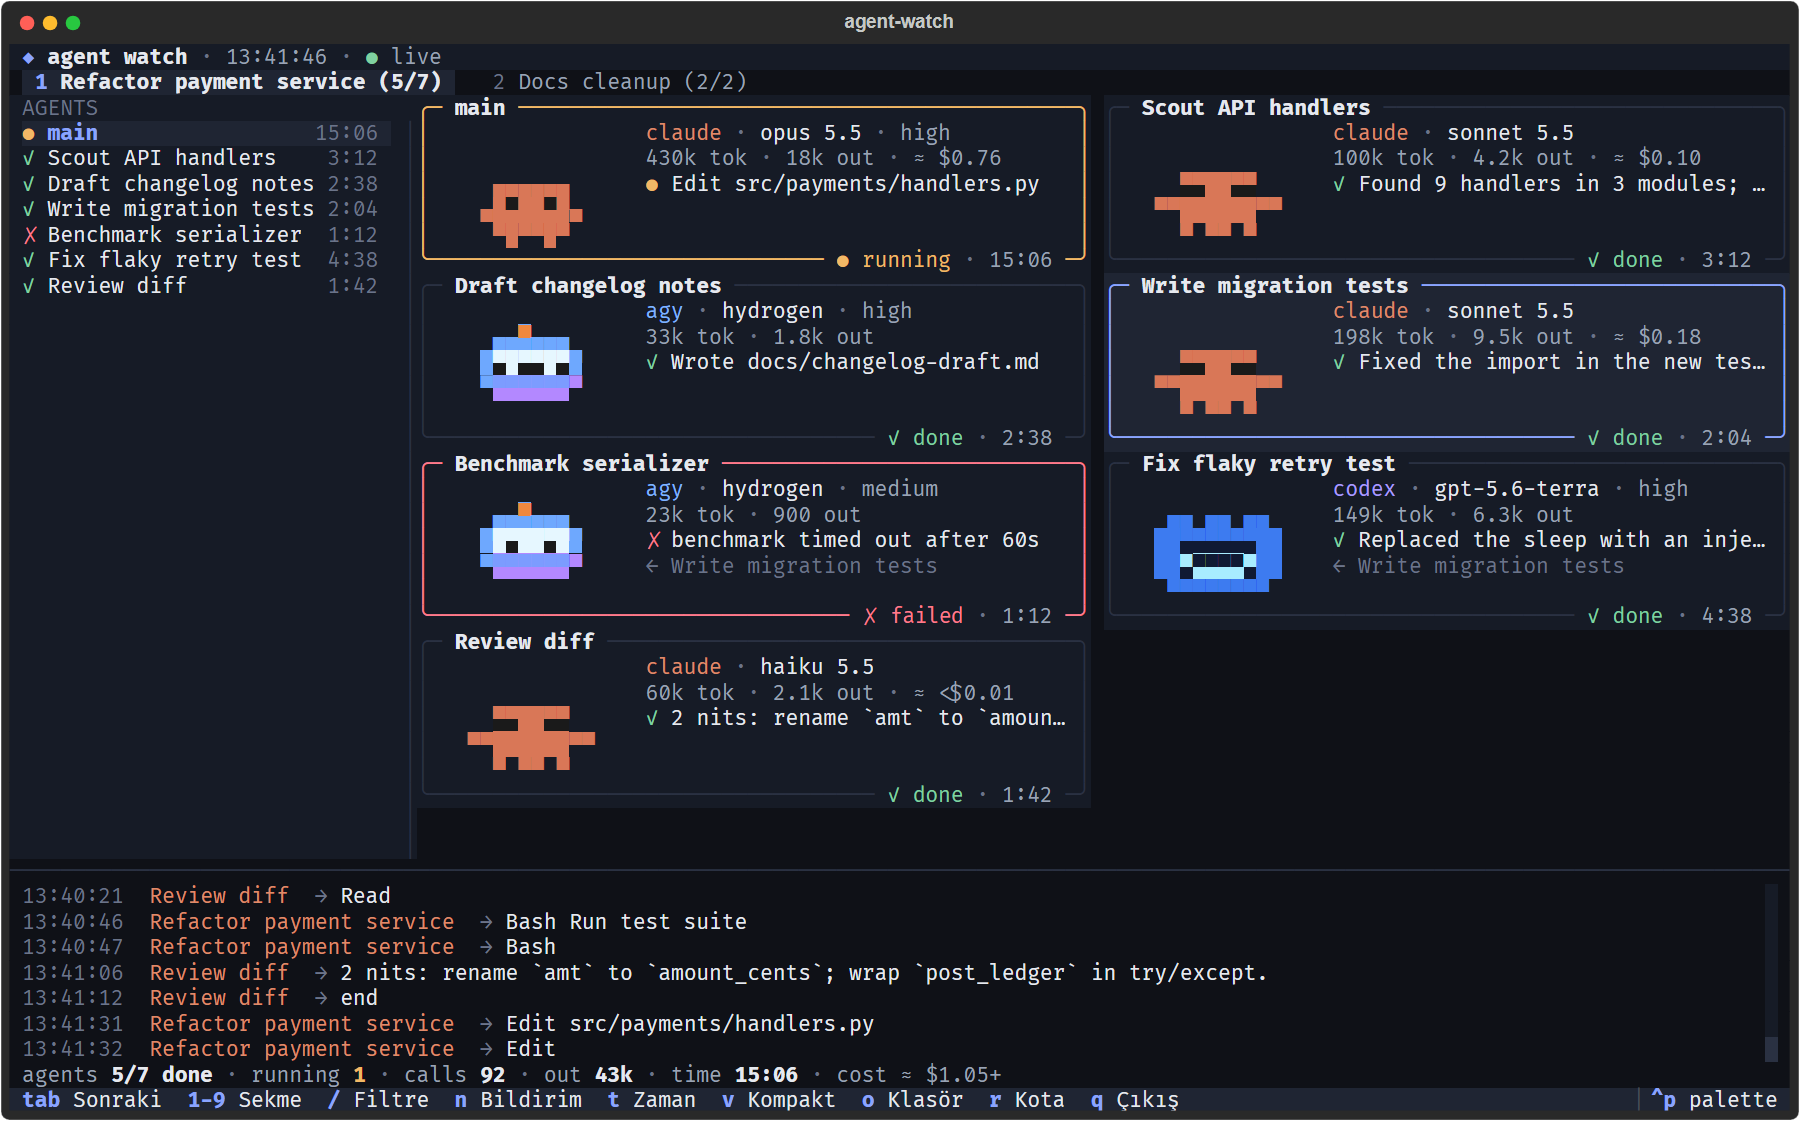 agent-watch
◆ agent watch · 13:41:46 · ● live
1 Refactor payment service (5/7)
2 Docs cleanup (2/2)
AGENTS
● main 15:06
✓ Scout API handlers 3:12
✓ Draft changelog notes 2:38
✓ Write migration tests 2:04
✗ Benchmark serializer 1:12
✓ Fix flaky retry test 4:38
✓ Review diff 1:42
main
claude · opus 5.5 · high
430k tok · 18k out · ≈ $0.76
● Edit src/payments/handlers.py
● running · 15:06
Scout API handlers
claude · sonnet 5.5
100k tok · 4.2k out · ≈ $0.10
✓ Found 9 handlers in 3 modules; …
✓ done · 3:12
Draft changelog notes
agy · hydrogen · high
33k tok · 1.8k out
✓ Wrote docs/changelog-draft.md
✓ done · 2:38
Write migration tests
claude · sonnet 5.5
198k tok · 9.5k out · ≈ $0.18
✓ Fixed the import in the new tes…
✓ done · 2:04
Benchmark serializer
agy · hydrogen · medium
23k tok · 900 out
✗ benchmark timed out after 60s
← Write migration tests
✗ failed · 1:12
Fix flaky retry test
codex · gpt-5.6-terra · high
149k tok · 6.3k out
✓ Replaced the sleep with an inje…
← Write migration tests
✓ done · 4:38
Review diff
claude · haiku 5.5
60k tok · 2.1k out · ≈ <$0.01
✓ 2 nits: rename `amt` to `amoun…
✓ done · 1:42
13:40:21 Review diff → Read
13:40:46 Refactor payment service → Bash Run test suite
13:40:47 Refactor payment service → Bash
13:41:06 Review diff → 2 nits: rename `amt` to `amount_cents`; wrap `post_ledger` in try/except.
13:41:12 Review diff → end
13:41:31 Refactor payment service → Edit src/payments/handlers.py
13:41:32 Refactor payment service → Edit
agents 5/7 done · running 1 · calls 92 · out 43k · time 15:06 · cost ≈ $1.05+
tab Sonraki 1-9 Sekme / Filtre n Bildirim t Zaman v Kompakt o Klasör r Kota q Çıkış ^p palette